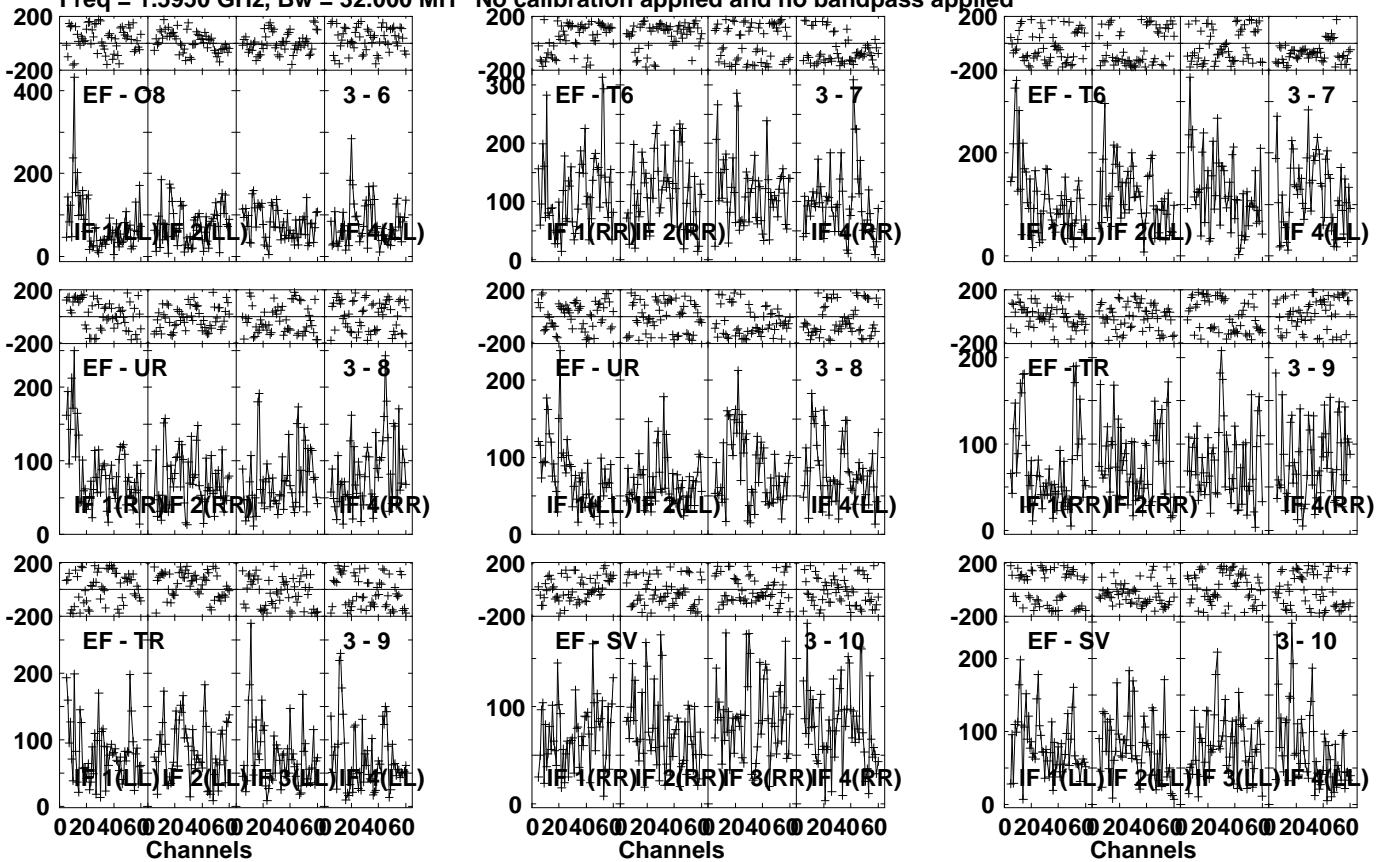 Freq = 1.5950 GHz, Bw = 32.000 MH No calibration applied and no bandpass applied
200
-200
400
200
0
EF - O8
3 - 6
IF 1(LL)
IF 2(LL)
IF 4(LL)
200
-200
300
200
100
0
EF - T6
3 - 7
IF 1(RR)
IF 2(RR)
IF 4(RR)
200
-200
200
0
EF - T6
3 - 7
IF 1(LL)
IF 2(LL)
IF 4(LL)
200
-200
200
100
0
EF - UR
3 - 8
IF 1(RR)
IF 2(RR)
IF 4(RR)
200
-200
200
100
0
EF - UR
3 - 8
IF 1(LL)
IF 2(LL)
IF 4(LL)
200
-200
200
100
0
EF - TR
3 - 9
IF 1(RR)
IF 2(RR)
IF 4(RR)
200
-200
200
100
0
EF - TR
3 - 9
IF 1(LL)
IF 2(LL)
IF 3(LL)
IF 4(LL)
0 20 40 60 0 20 40 60 0 20 40 60 0 20 40 60
Channels
200
-200
100
0
EF - SV
3 - 10
IF 1(RR)
IF 2(RR)
IF 3(RR)
IF 4(RR)
0 20 40 60 0 20 40 60 0 20 40 60 0 20 40 60
Channels
200
-200
200
100
0
EF - SV
3 - 10
IF 1(LL)
IF 2(LL)
IF 3(LL)
IF 4(LL)
0 20 40 60 0 20 40 60 0 20 40 60 0 20 40 60
Channels